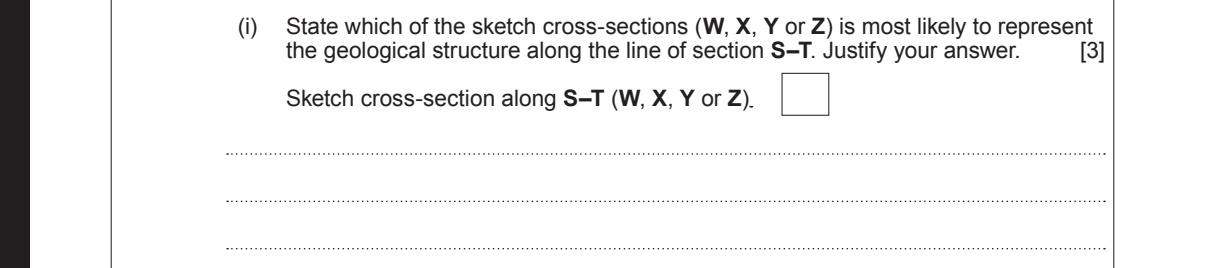 (i) State which of the sketch cross-sections (W, X, Y or Z) is most likely to represent
the geological structure along the line of section S–T. Justify your answer. [3]
Sketch cross-section along S–T (W, X, Y or Z).